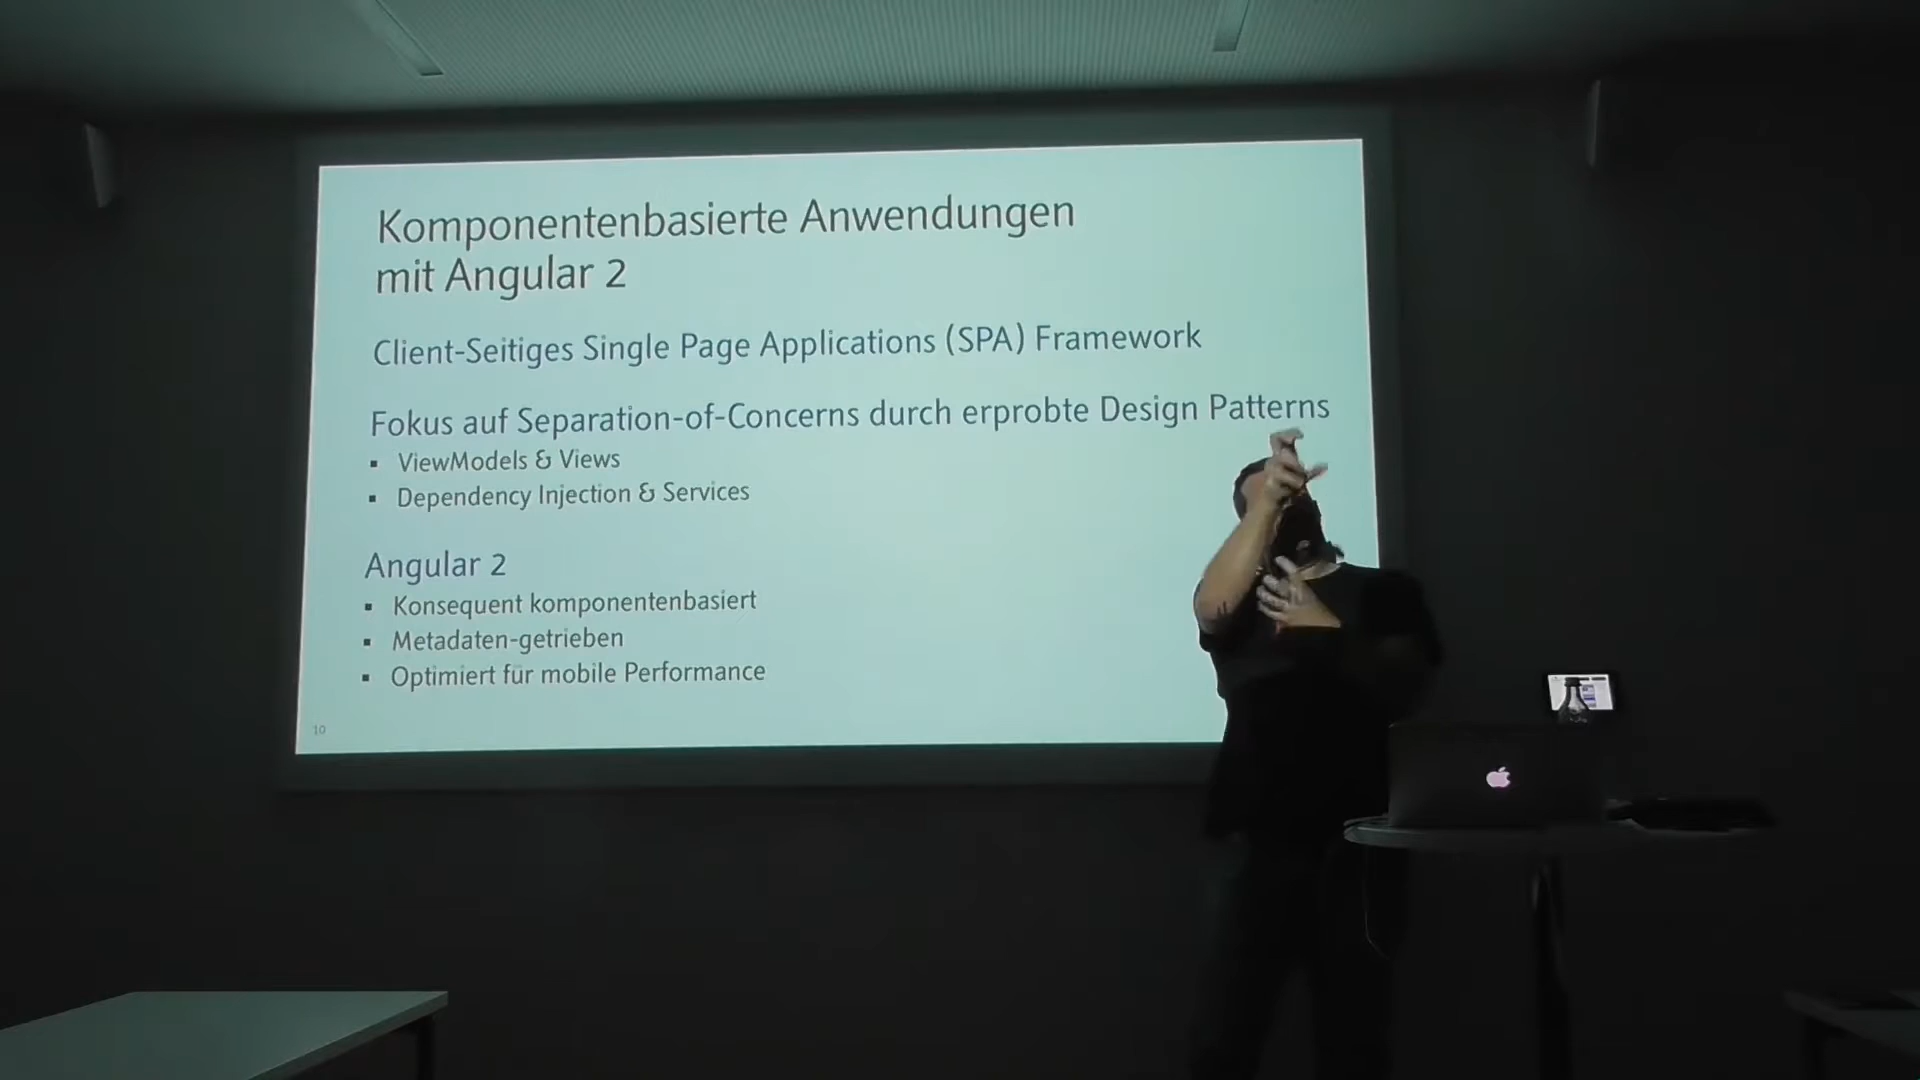 Komponentenbasierte Anwendungen
mit Angular 2
Client-Seitiges Single Page Applications (SPA) Framework
Fokus auf Separation-of-Concerns durch erprobte Design Patterns
▪ ViewModels & Views
▪ Dependency Injection & Services
Angular 2
▪ Konsequent komponentenbasiert
▪ Metadaten-getrieben
▪ Optimiert für mobile Performance
10